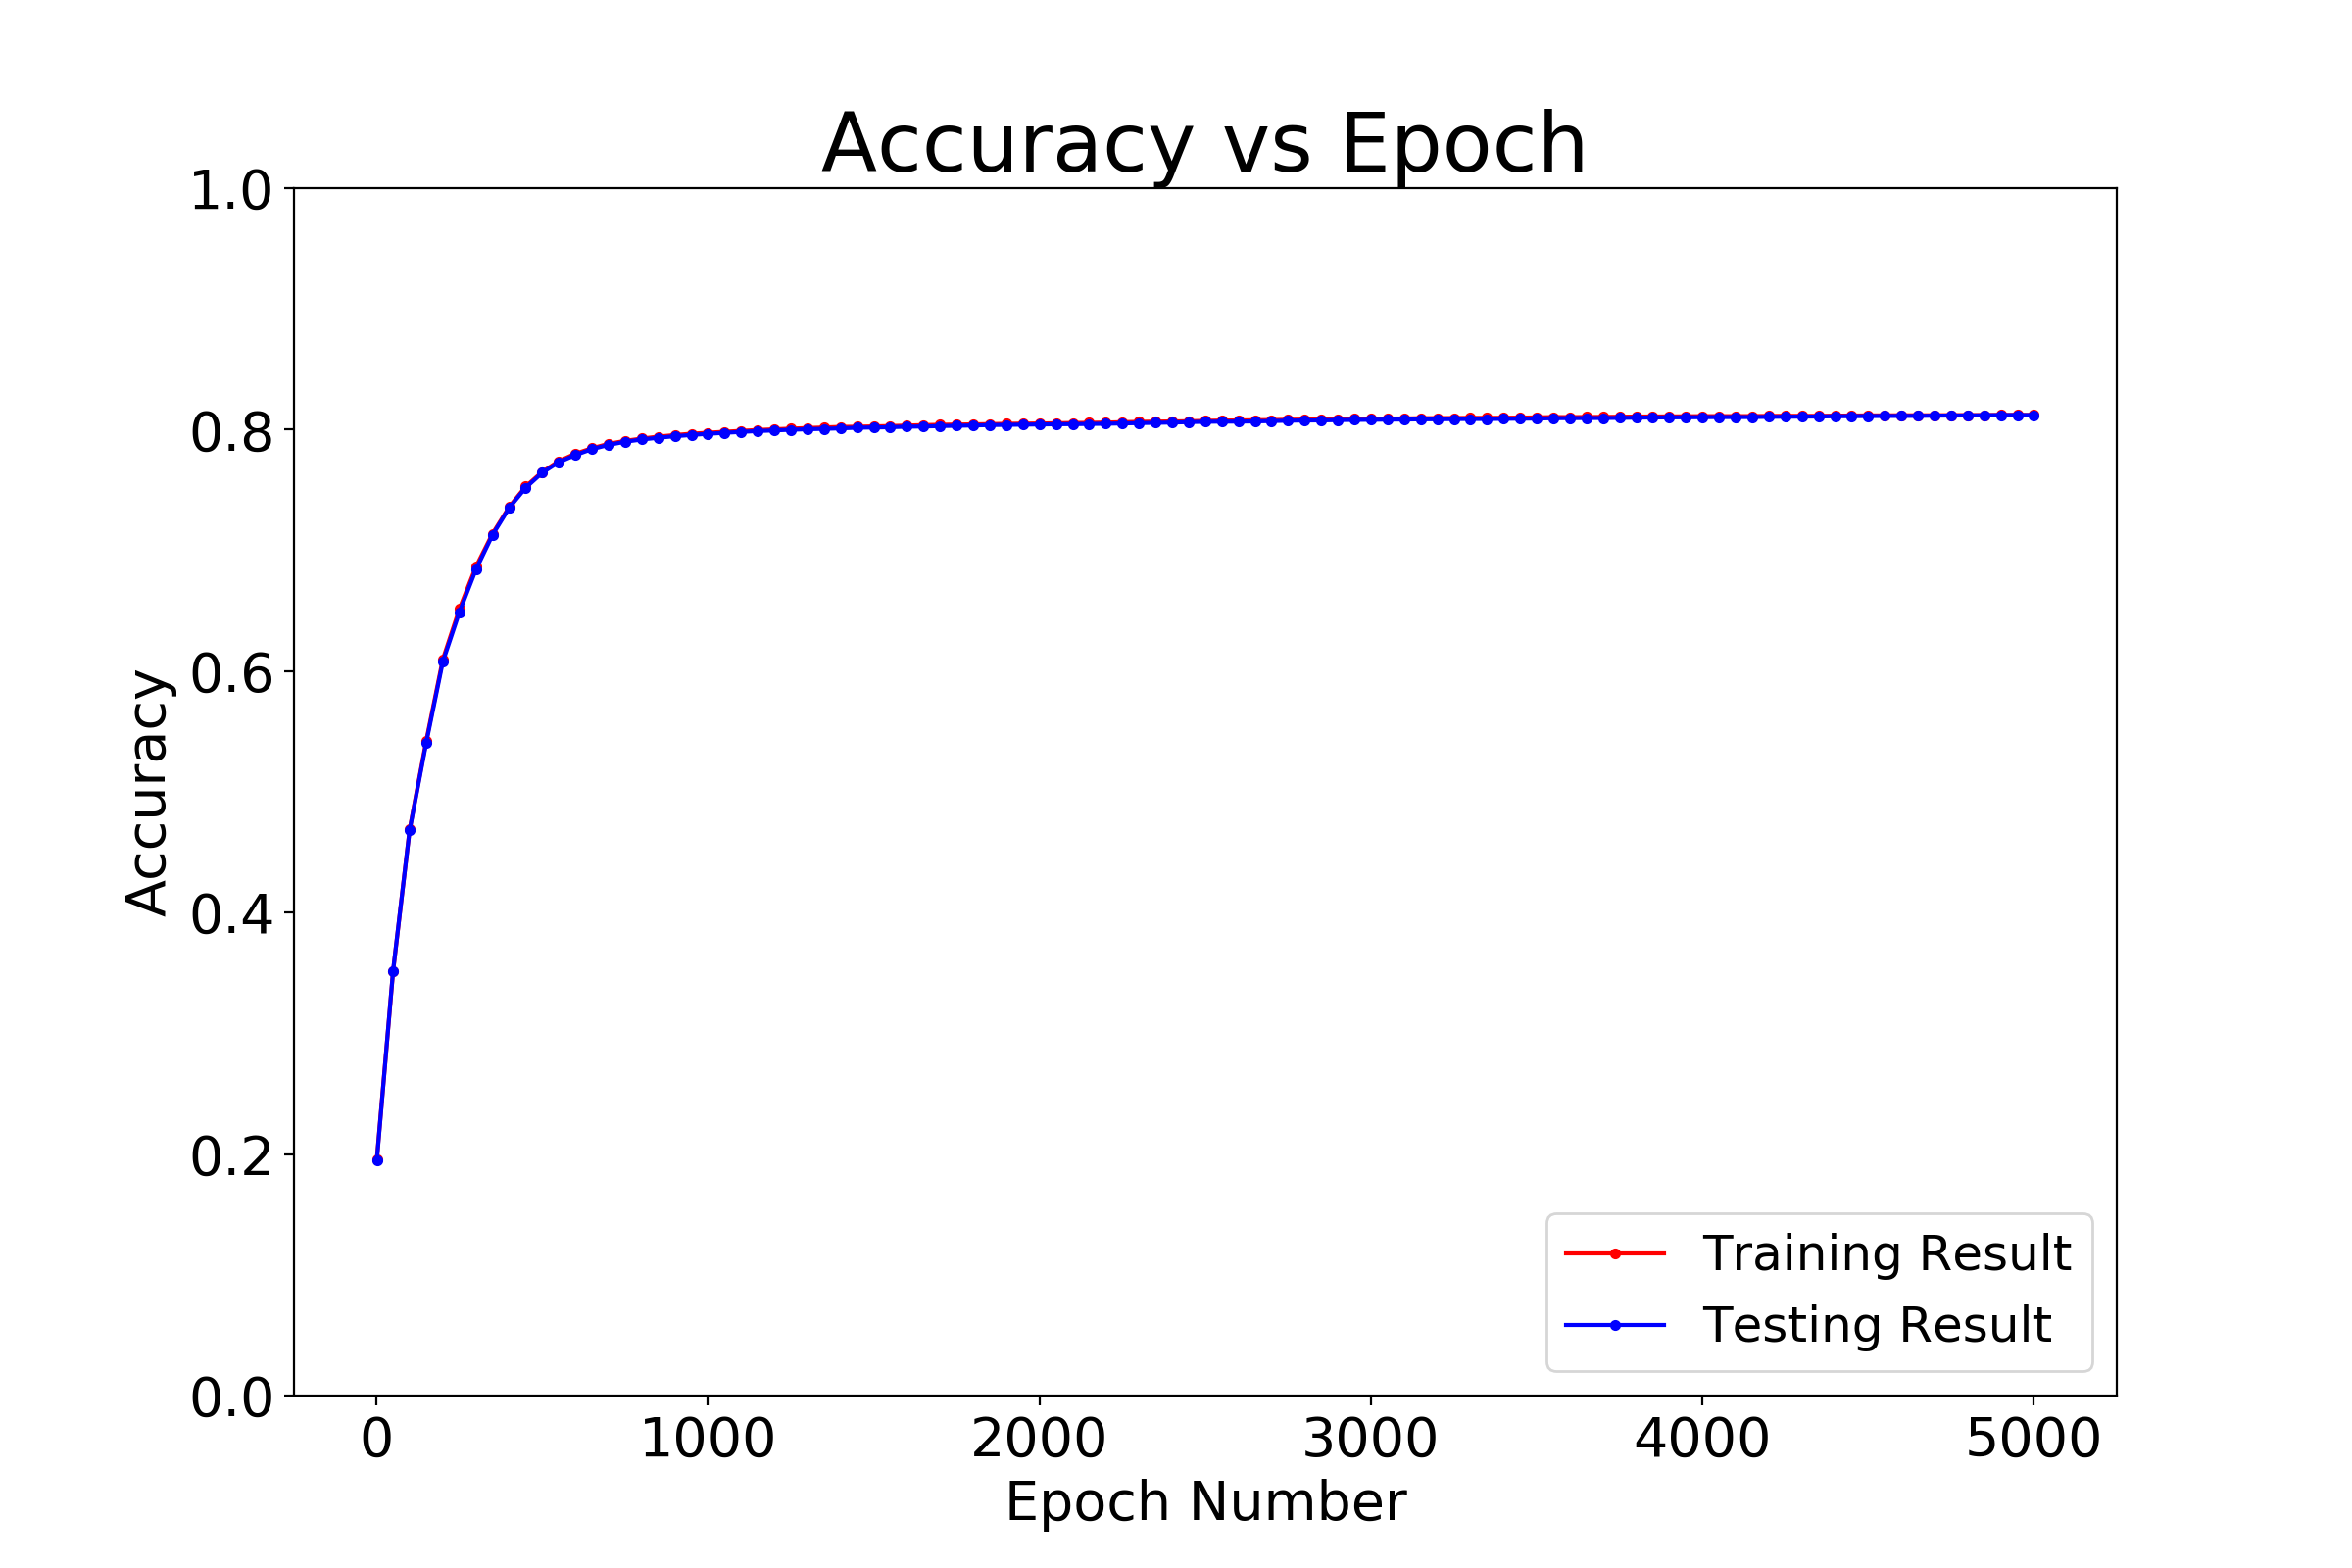 Accuracy vs Epoch
1.0
0.8
0.6
0.4
0.2
0.0
Accuracy
0 1000 2000 3000 4000 5000
Epoch Number
Training Result
Testing Result